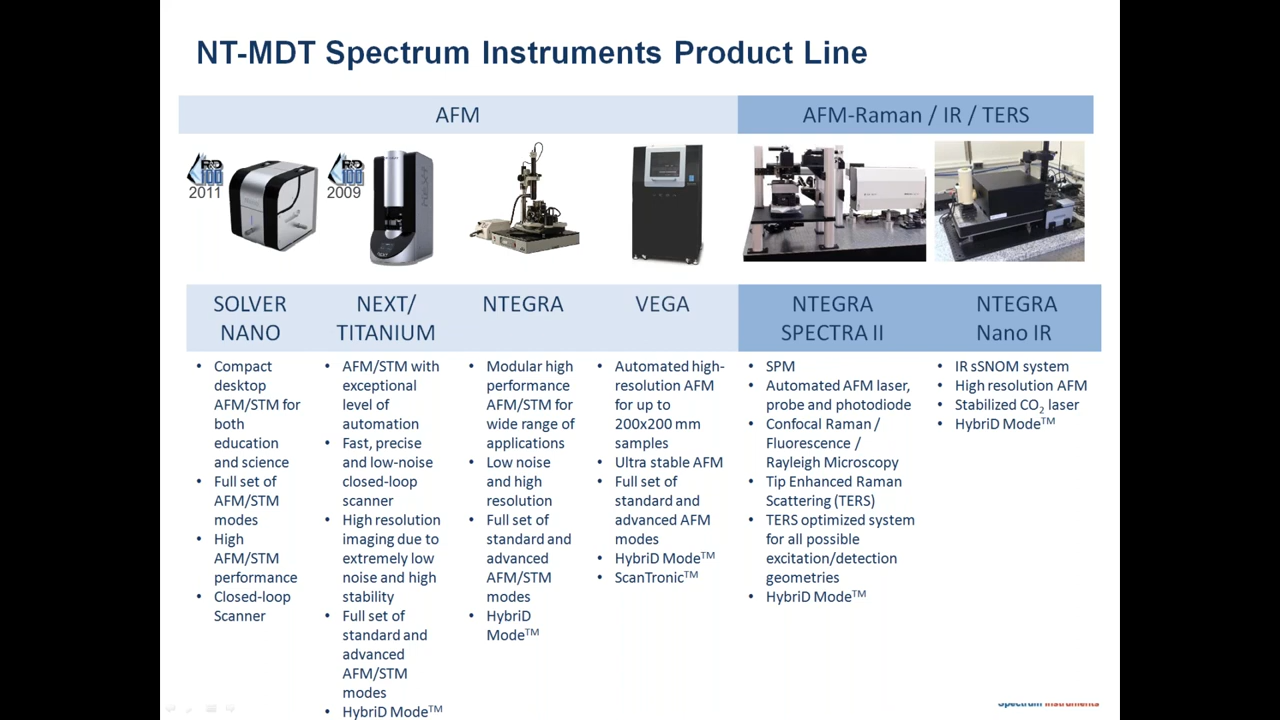 NT-MDT Spectrum Instruments Product Line
AFM
AFM-Raman / IR / TERS
R&D
100
2011
R&D
100
2009
SOLVER
NANO
• Compact
desktop
AFM/STM for
both
education
and science
• Full set of
AFM/STM
modes
• High
AFM/STM
performance
• Closed-loop
Scanner
NEXT/
TITANIUM
• AFM/STM with
exceptional
level of
automation
• Fast, precise
and low-noise
closed-loop
scanner
• High resolution
imaging due to
extremely low
noise and high
stability
• Full set of
standard and
advanced
AFM/STM
modes
• HybriD Mode™
NTEGRA
• Modular high
performance
AFM/STM for
wide range of
applications
• Low noise
and high
resolution
• Full set of
standard and
advanced
AFM/STM
modes
• HybriD
Mode™
VEGA
• Automated high-
resolution AFM
for up to
200x200 mm
samples
• Ultra stable AFM
• Full set of
standard and
advanced AFM
modes
• HybriD Mode™
• ScanTronic™
NTEGRA
SPECTRA II
• SPM
• Automated AFM laser,
probe and photodiode
• Confocal Raman /
Fluorescence /
Rayleigh Microscopy
• Tip Enhanced Raman
Scattering (TERS)
• TERS optimized system
for all possible
excitation/detection
geometries
• HybriD Mode™
NTEGRA
Nano IR
• IR sSNOM system
• High resolution AFM
• Stabilized CO₂ laser
• HybriD Mode™
Spectrum Instruments